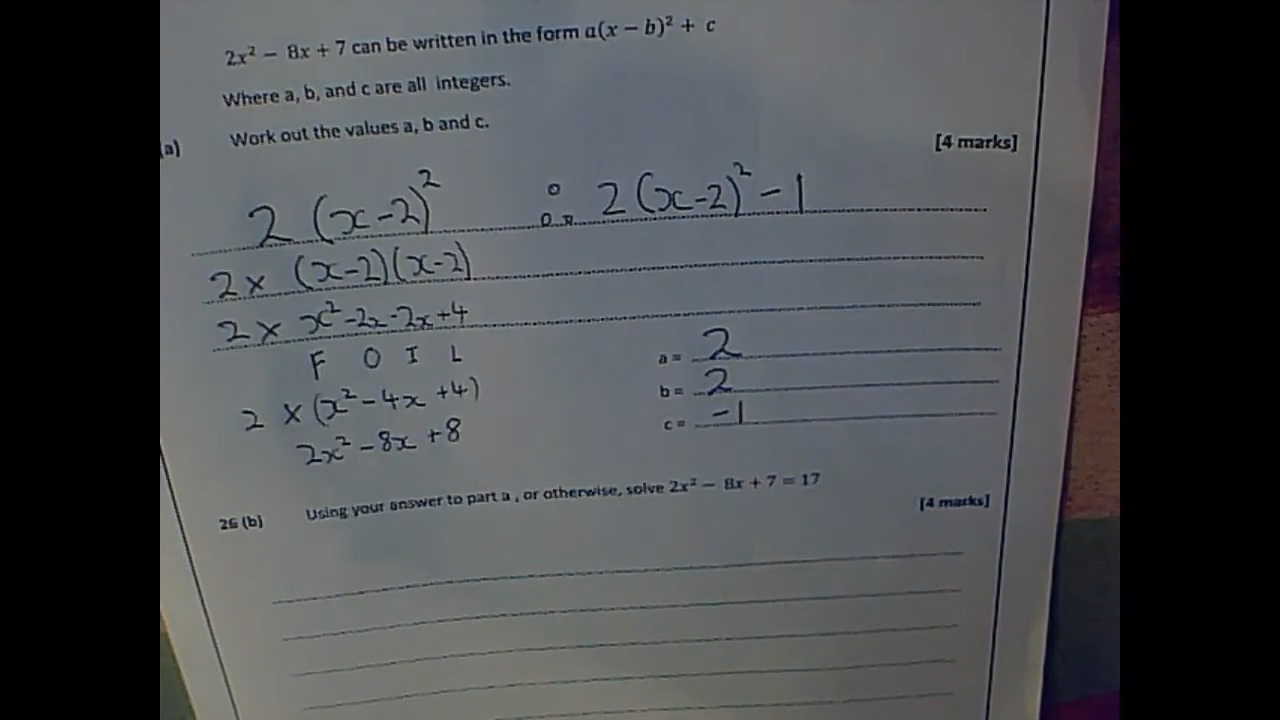 2x² − 8x + 7 can be written in the form a(x − b)² + c
Where a, b, and c are all integers.
(a) Work out the values a, b and c.
[4 marks]
2 (x-2)² ∴ 2(x-2)² - 1
2 × (x-2)(x-2)
2 × x² -2x -2x +4
F O I L
2 × (x² - 4x + 4)
2x² - 8x + 8
a = 2
b = 2
c = -1
26 (b) Using your answer to part a , or otherwise, solve 2x² − 8x + 7 = 17
[4 marks]